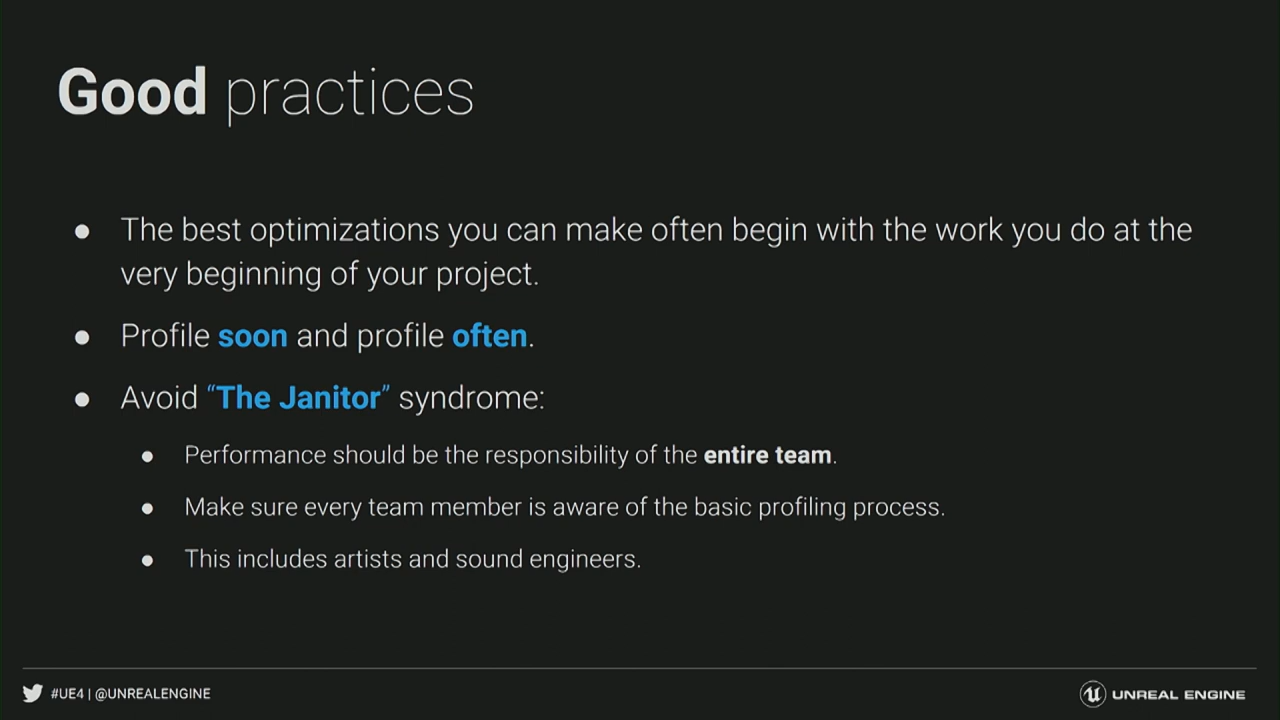 Good practices
● The best optimizations you can make often begin with the work you do at the
very beginning of your project.
● Profile soon and profile often.
● Avoid “The Janitor” syndrome:
● Performance should be the responsibility of the entire team.
● Make sure every team member is aware of the basic profiling process.
● This includes artists and sound engineers.
#UE4 | @UNREALENGINE
UNREAL ENGINE